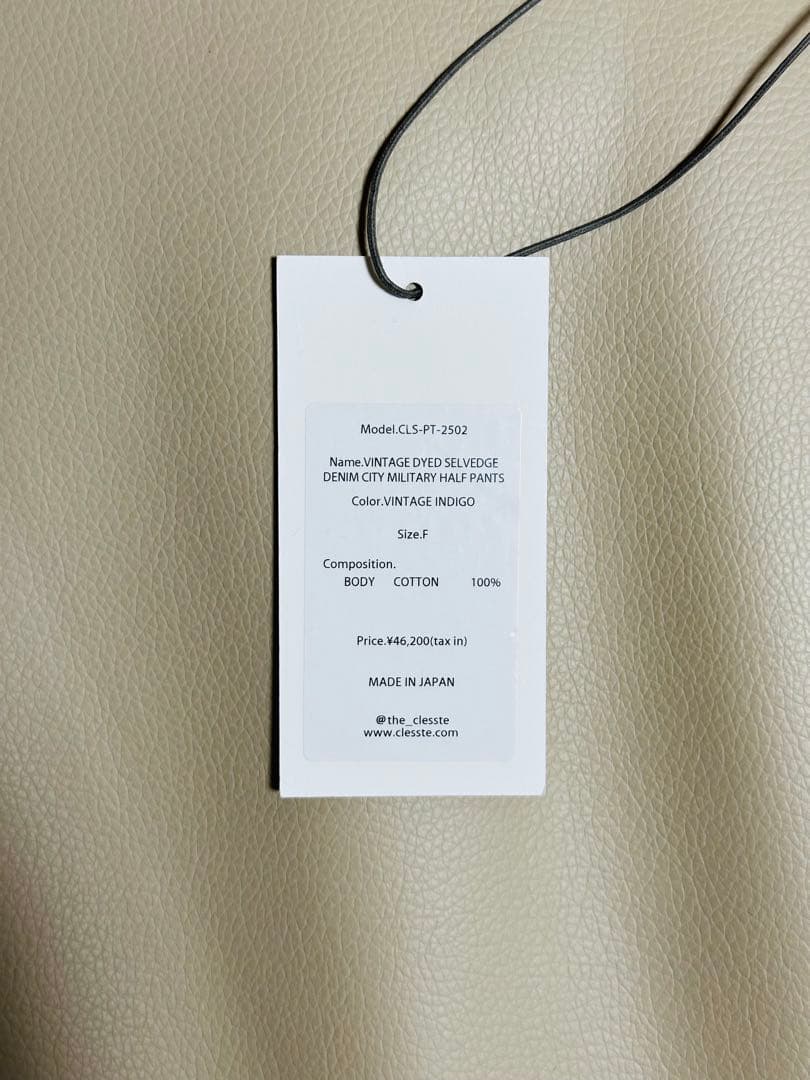 Model.CLS-PT-2502
Name.VINTAGE DYED SELVEDGE
DENIM CITY MILITARY HALF PANTS
Color.VINTAGE INDIGO
Size.F
Composition.
BODY COTTON 100%
Price.¥46,200(tax in)
MADE IN JAPAN
@the_clesste
www.clesste.com